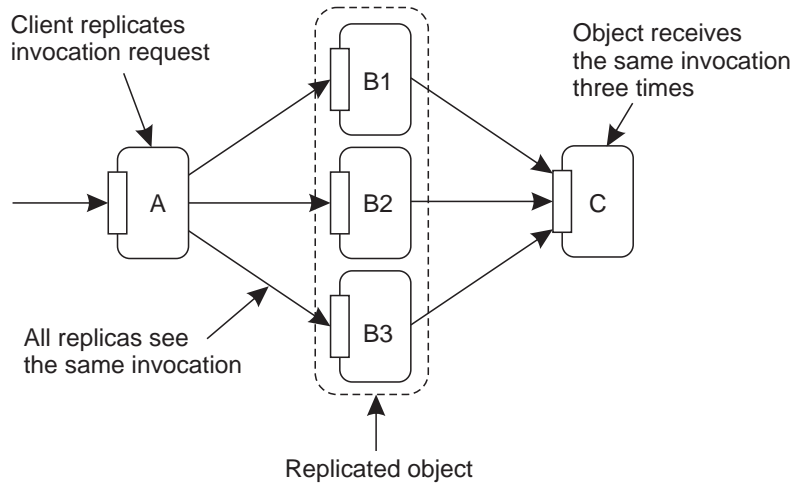 Client replicates
invocation request
Object receives
the same invocation
three times
B1
A
B2
C
B3
All replicas see
the same invocation
Replicated object